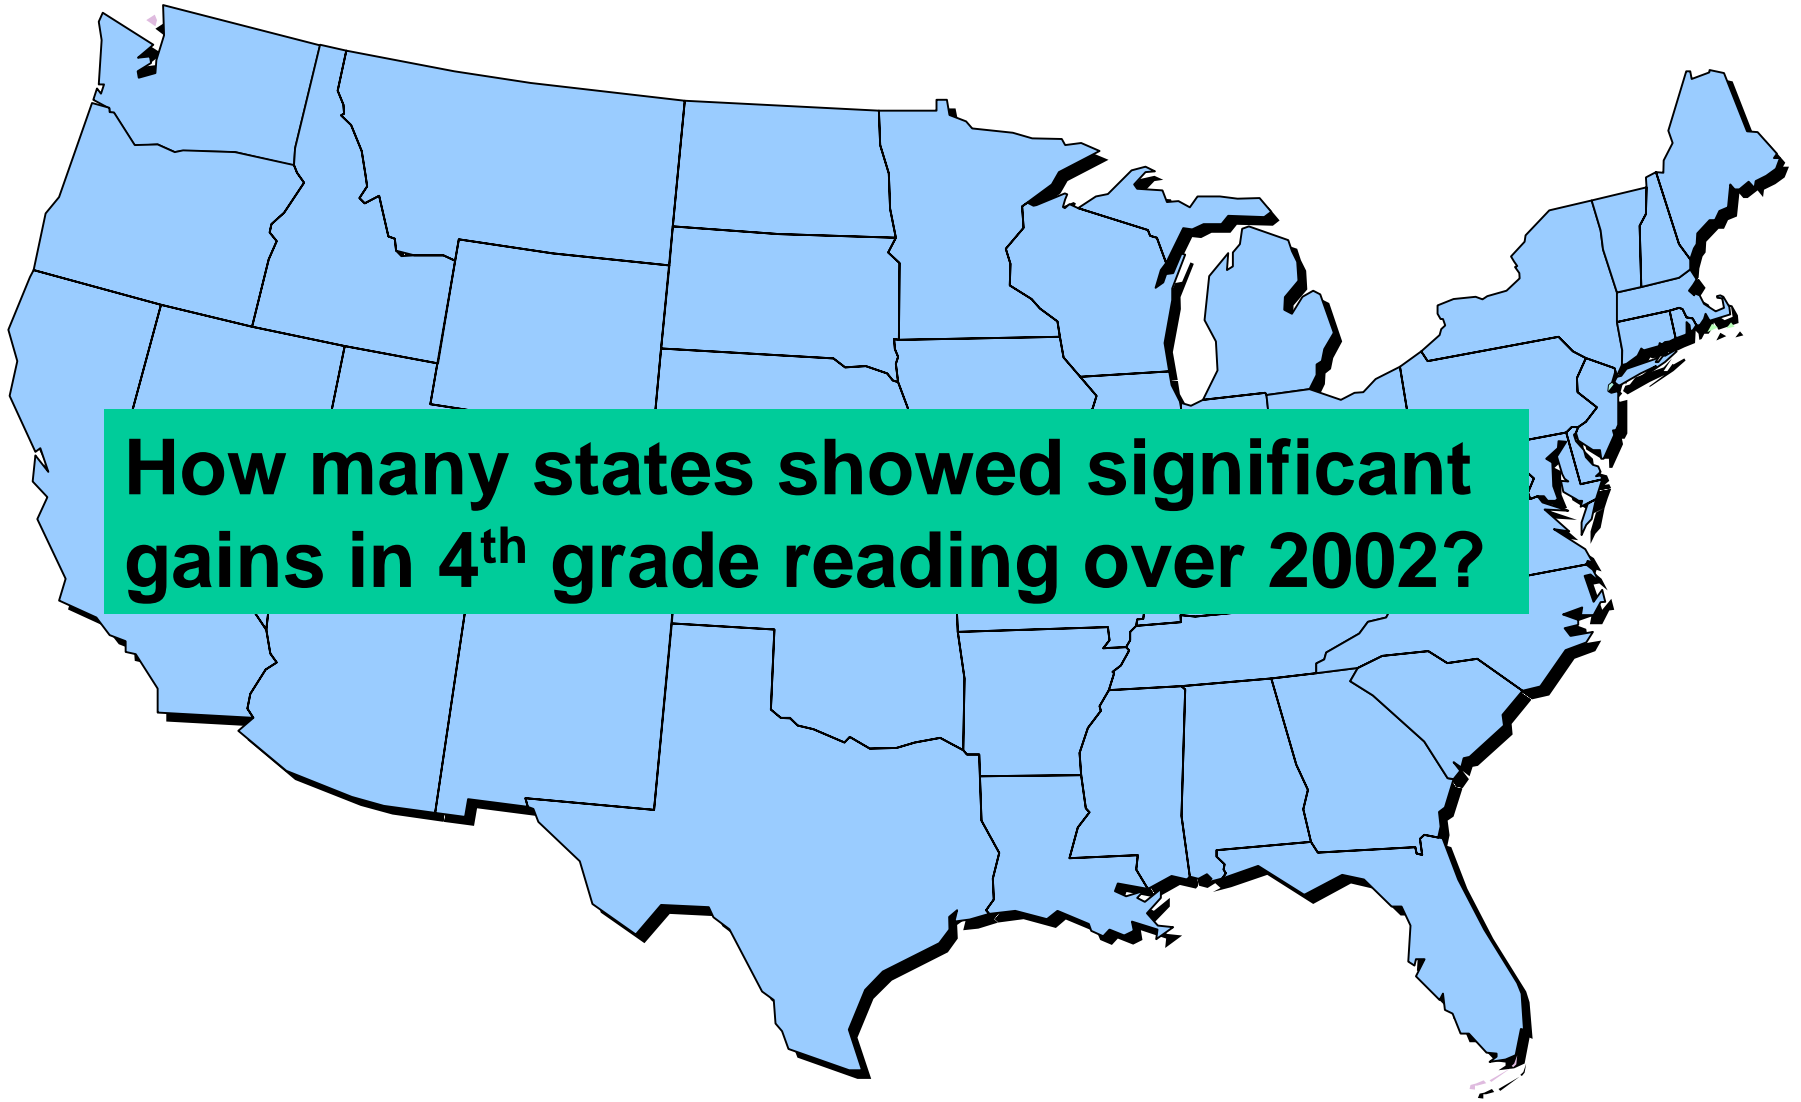 How many states showed significant
gains in 4th grade reading over 2002?